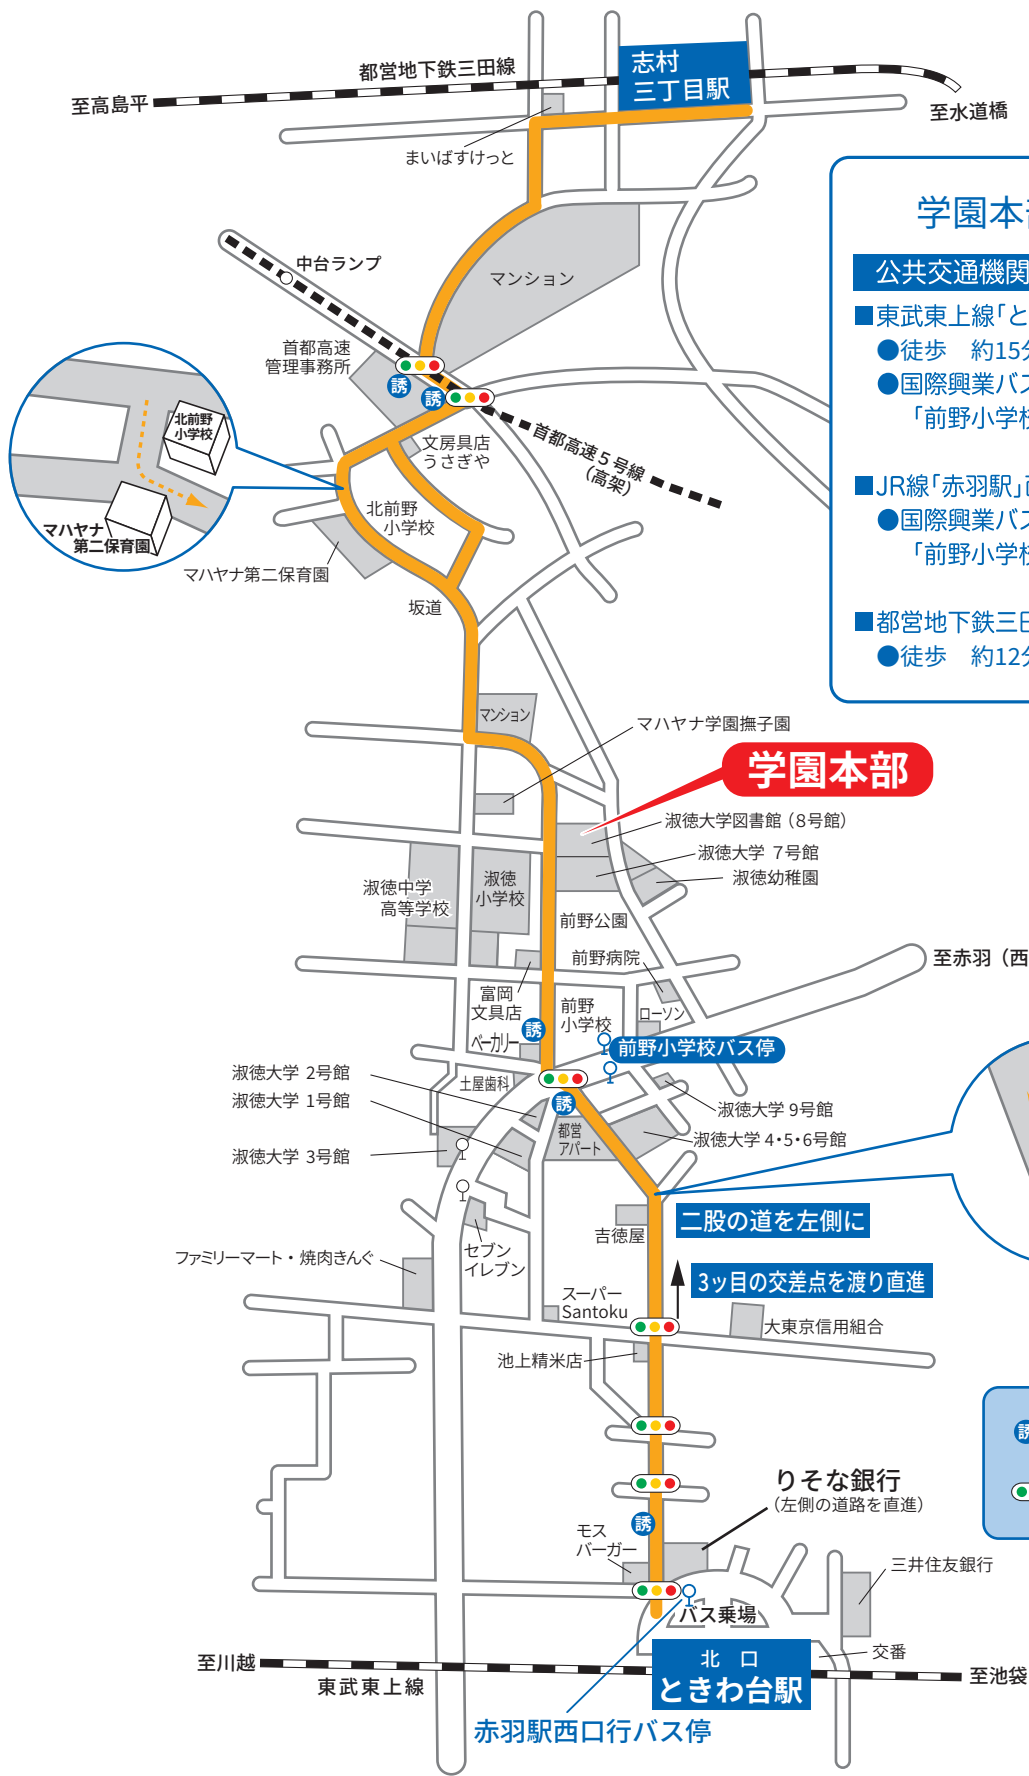 都営地下鉄三田線
志村
三丁目駅
至高島平
至水道橋
まいばすけっと
学園本部
公共交通機関
■東武東上線「と
●徒歩　約15分
●国際興業バス
「前野小学校
■JR線「赤羽駅」西
●国際興業バス
「前野小学校
■都営地下鉄三田
●徒歩　約12分
中台ランプ
マンション
首都高速
管理事務所
誘
誘
文房具店
うさぎや
首都高速5号線
(高架)
北前野
小学校
マハヤナ
第二保育園
北前野
小学校
マハヤナ第二保育園
坂道
マンション
マハヤナ学園撫子園
学園本部
淑徳大学図書館（8号館）
淑徳大学 7号館
淑徳幼稚園
淑徳中学
高等学校
淑徳
小学校
前野公園
前野病院
至赤羽（西
富岡
文具店
前野
小学校
ローソン
ベーカリー
誘
前野小学校バス停
土屋歯科
淑徳大学 2号館
淑徳大学 1号館
誘
淑徳大学 9号館
都営
アパート
淑徳大学 4・5・6号館
淑徳大学 3号館
二股の道を左側に
吉徳屋
セブン
イレブン
ファミリーマート・焼肉きんぐ
3ッ目の交差点を渡り直進
スーパー
Santoku
大東京信用組合
池上精米店
誘
りそな銀行
（左側の道路を直進）
誘
モス
バーガー
三井住友銀行
バス乗場
交番
北　口
ときわ台駅
至川越
東武東上線
至池袋
赤羽駅西口行バス停